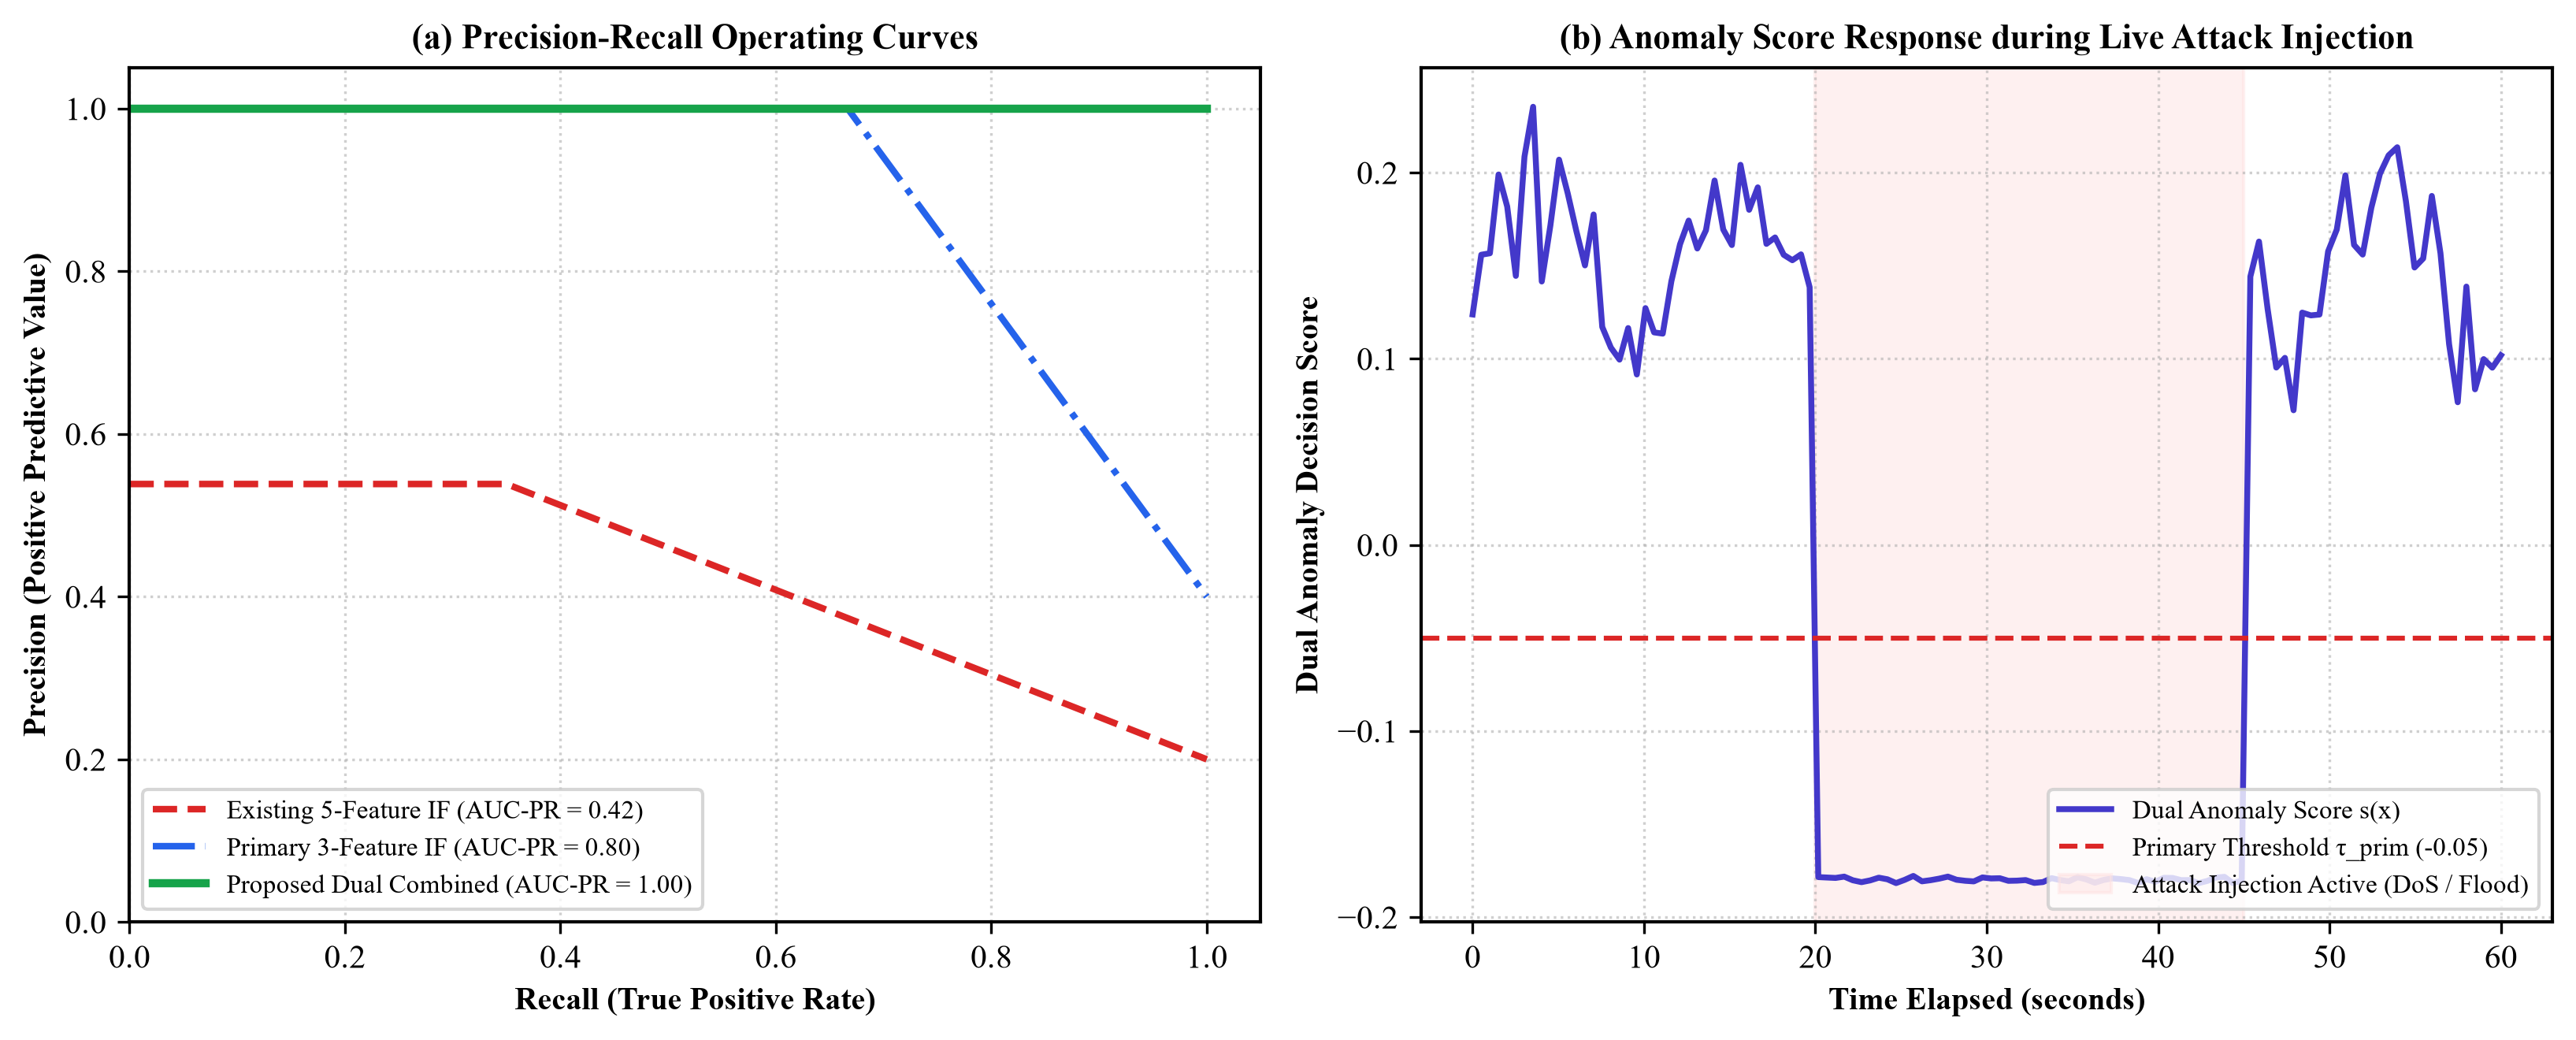 (a) Precision-Recall Operating Curves
Precision (Positive Predictive Value)
1.0
0.8
0.6
0.4
0.2
0.0
Existing 5-Feature IF (AUC-PR = 0.42)
Primary 3-Feature IF (AUC-PR = 0.80)
Proposed Dual Combined (AUC-PR = 1.00)
0.0 0.2 0.4 0.6 0.8 1.0
Recall (True Positive Rate)
(b) Anomaly Score Response during Live Attack Injection
Dual Anomaly Decision Score
0.2
0.1
0.0
−0.1
−0.2
Dual Anomaly Score s(x)
Primary Threshold τ_prim (-0.05)
Attack Injection Active (DoS / Flood)
0 10 20 30 40 50 60
Time Elapsed (seconds)